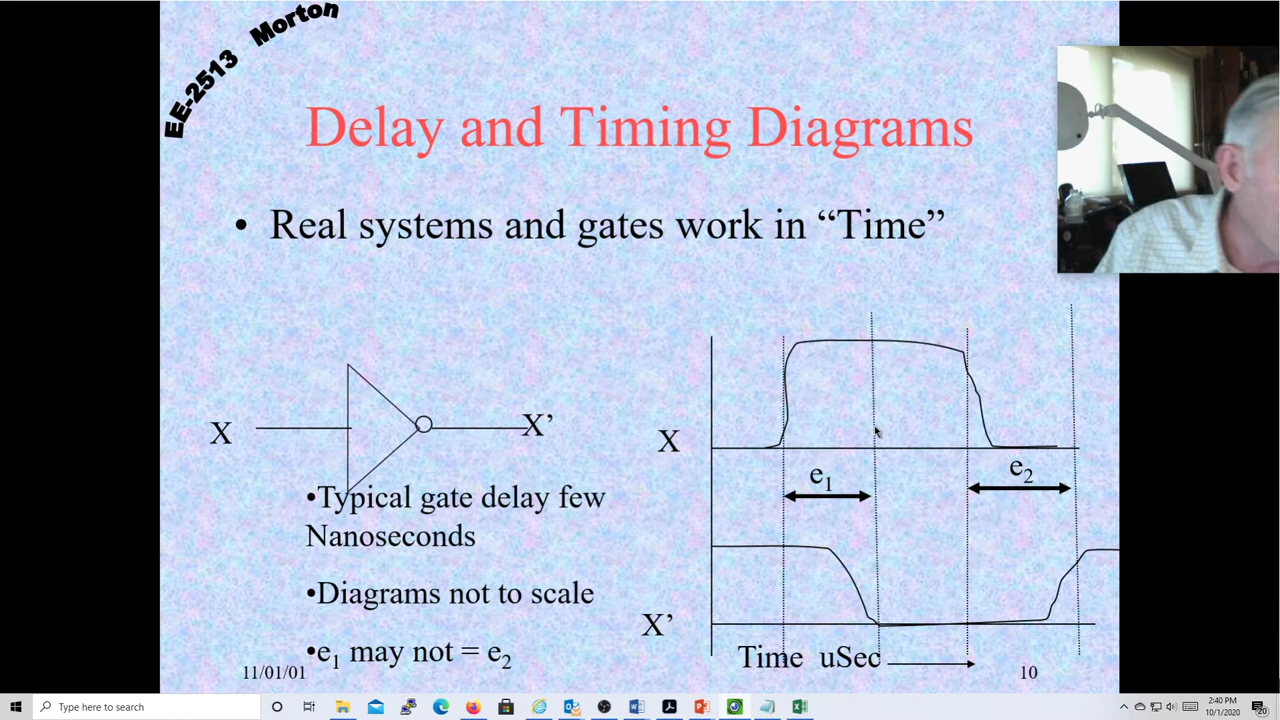 EE-2513 Morton
Delay and Timing Diagrams
• Real systems and gates work in “Time”
X
X’
•Typical gate delay few
Nanoseconds
•Diagrams not to scale
•e1 may not = e2
X
e1
e2
X’
Time uSec
11/01/01
10
Type here to search
2:40 PM
10/1/2020
20